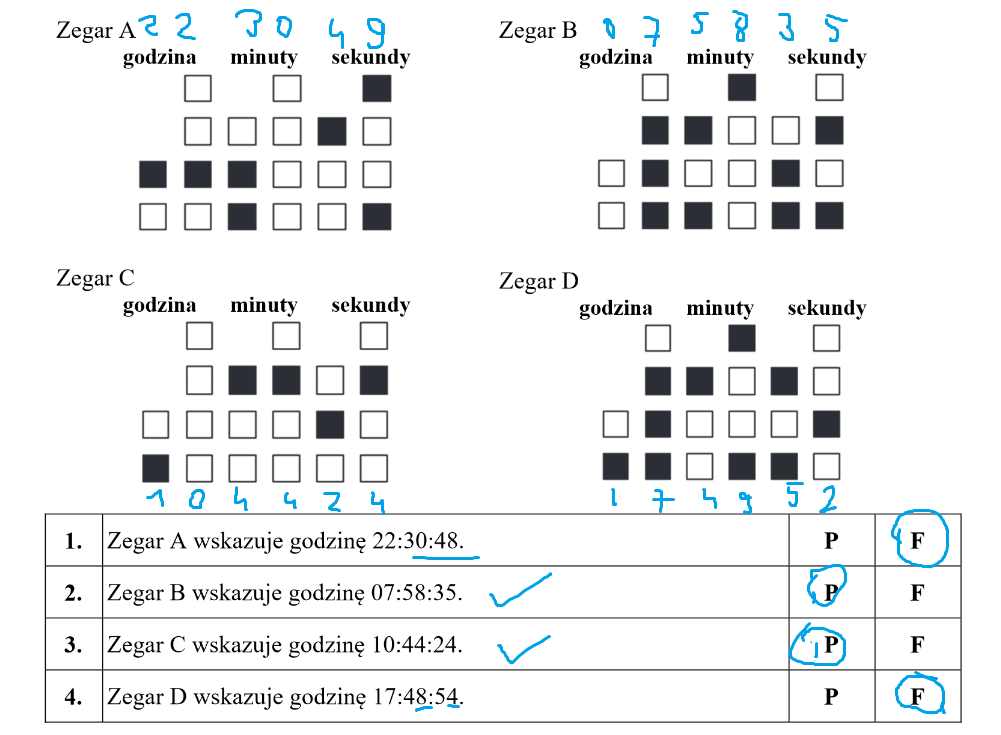 Zegar A 2 2 3 0 4 9
godzina minuty sekundy
Zegar B 0 7 5 8 3 5
godzina minuty sekundy
Zegar C
godzina minuty sekundy
1 0 4 4 2 4
Zegar D
godzina minuty sekundy
1 7 4 9 5 2
1. Zegar A wskazuje godzinę 22:30:48. P F
2. Zegar B wskazuje godzinę 07:58:35. P F
3. Zegar C wskazuje godzinę 10:44:24. P F
4. Zegar D wskazuje godzinę 17:48:54. P F